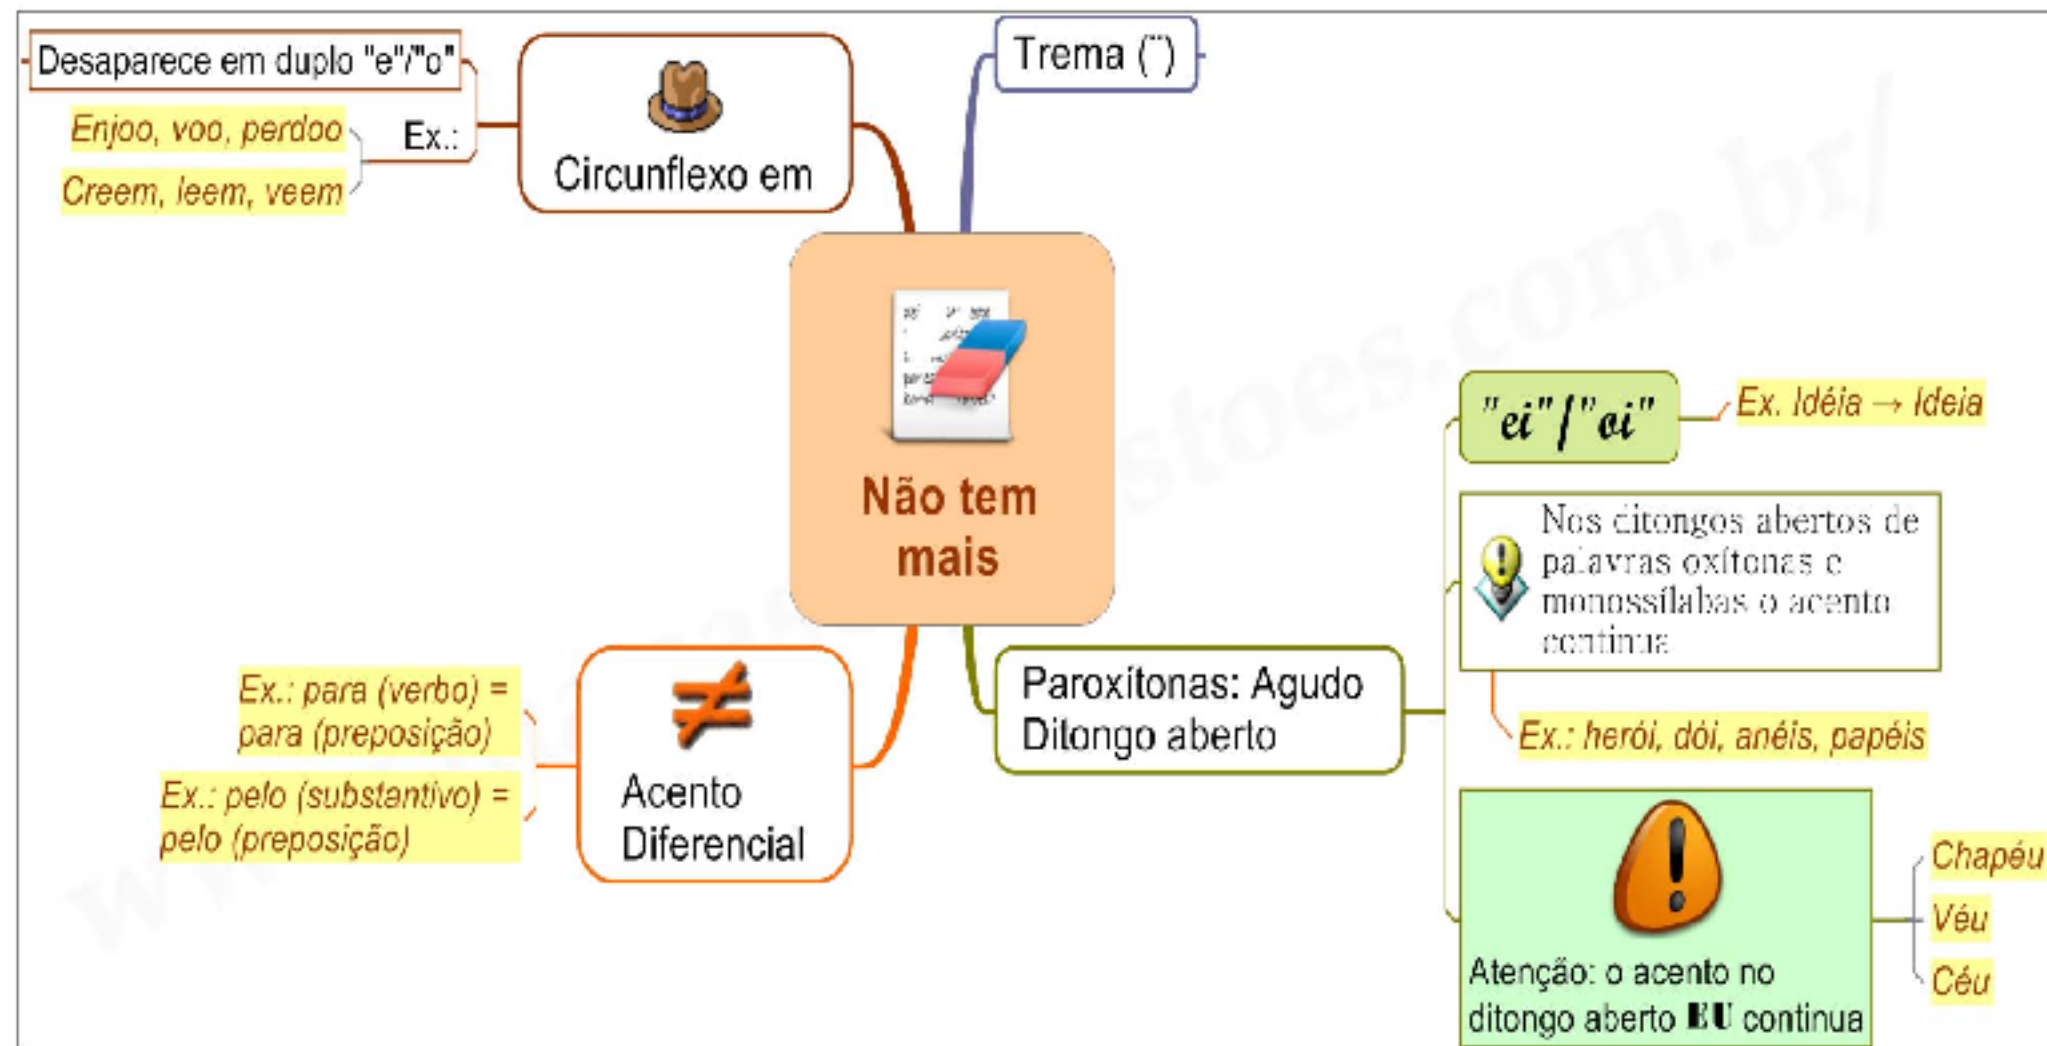 Desaparece em duplo "e"/"o"
Ex.:
Enjoo, voo, perdoo
Creem, leem, veem
Circunflexo em
Trema (¨)
Não tem
mais
Ex.: para (verbo) =
para (preposição)
Ex.: pelo (substantivo) =
pelo (preposição)
Acento
Diferencial
Paroxítonas: Agudo
Ditongo aberto
"ei"/"oi"
Ex. Idéia → Ideia
Nos ditongos abertos de
palavras oxítonas e
monossílabas o acento
continua
Ex.: herói, dói, anéis, papéis
Atenção: o acento no
ditongo aberto EU continua
Chapéu
Véu
Céu